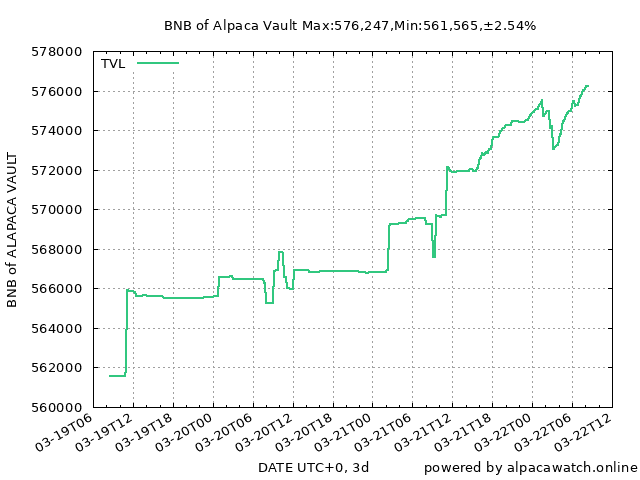 BNB of Alpaca Vault Max:576,247,Min:561,565,±2.54%
TVL
578000
576000
574000
572000
570000
568000
566000
564000
562000
560000
BNB of ALAPACA VAULT
03-19T06
03-19T12
03-19T18
03-20T00
03-20T06
03-20T12
03-20T18
03-21T00
03-21T06
03-21T12
03-21T18
03-22T00
03-22T06
03-22T12
DATE UTC+0, 3d
powered by alpacawatch.online